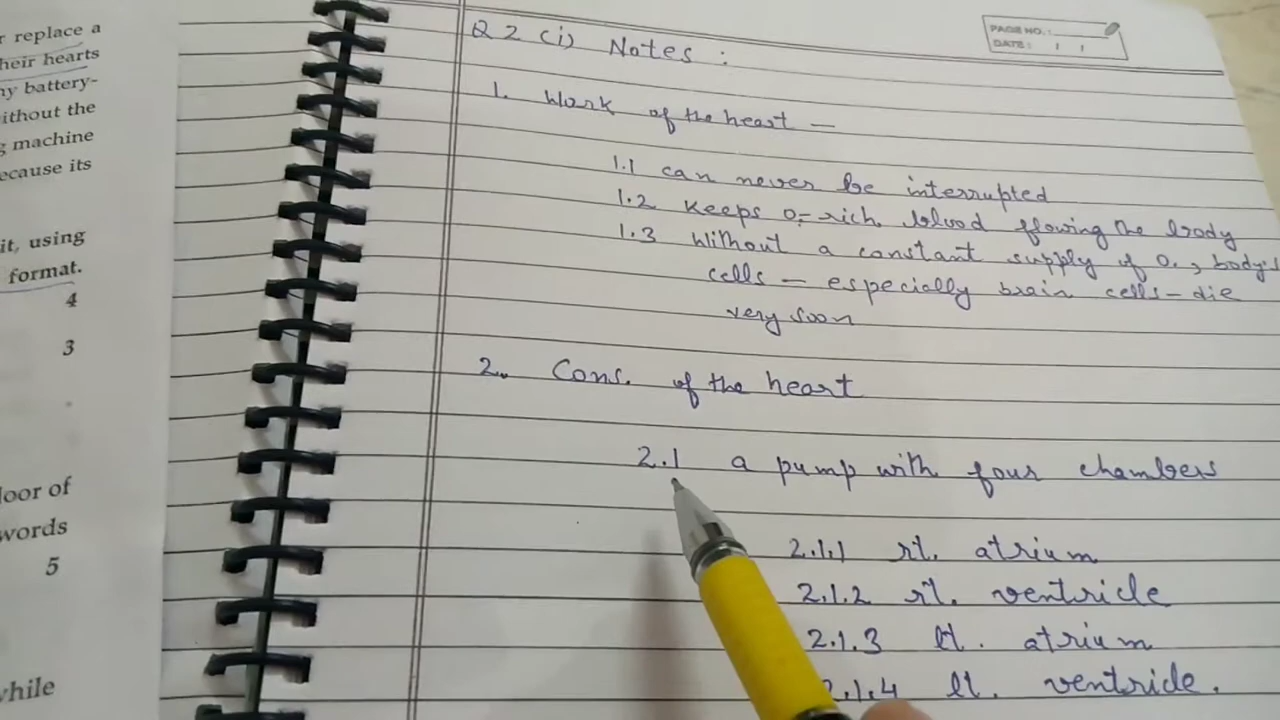 r replace a
heir hearts
ny battery-
ithout the
g machine
ecause its
it, using
format.
4
3
loor of
words
5
while
PAGE NO.:
DATE: / /
Q 2 (i) Notes :
1. Work of the heart —
1.1 can never be interrupted
1.2 keeps O2-rich blood flowing the body
1.3 Without a constant supply of O2, body's
cells — especially brain cells — die
very soon
2. Cons. of the heart
2.1 a pump with four chambers
2.1.1 rt. atrium
2.1.2 rt. ventricle
2.1.3 lt. atrium
2.1.4 lt. ventricle.